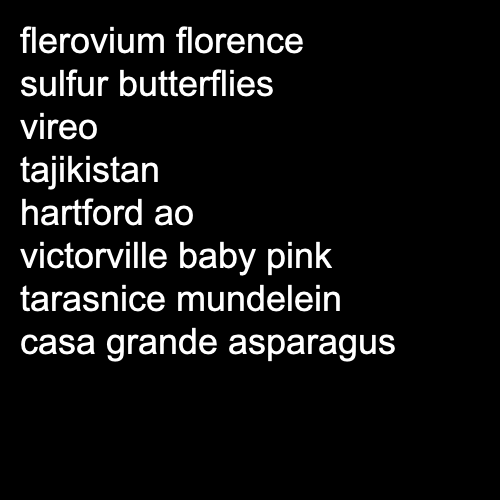 flerovium florence
sulfur butterflies
vireo
tajikistan
hartford ao
victorville baby pink
tarasnice mundelein
casa grande asparagus